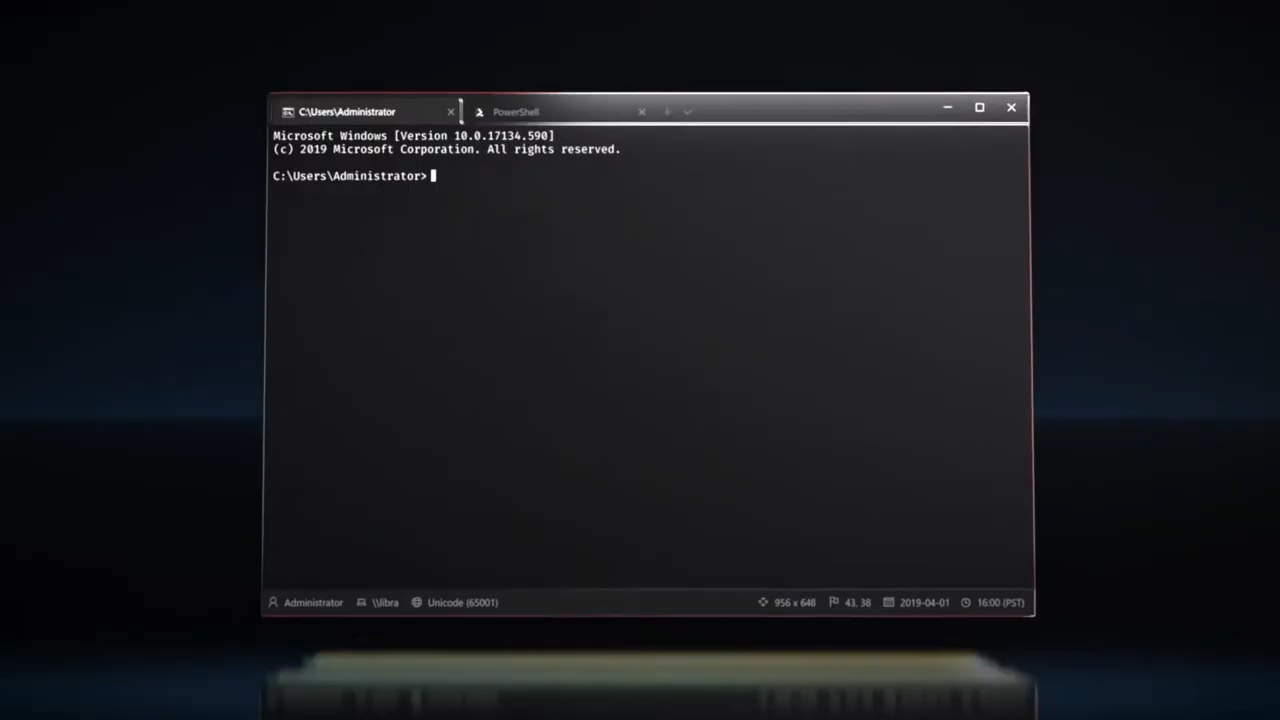 C:\Users\Administrator
PowerShell
Microsoft Windows [Version 10.0.17134.590]
(c) 2019 Microsoft Corporation. All rights reserved.
C:\Users\Administrator>
Administrator \\libra Unicode (65001) 956 x 648 43, 38 2019-04-01 16:00 (PST)